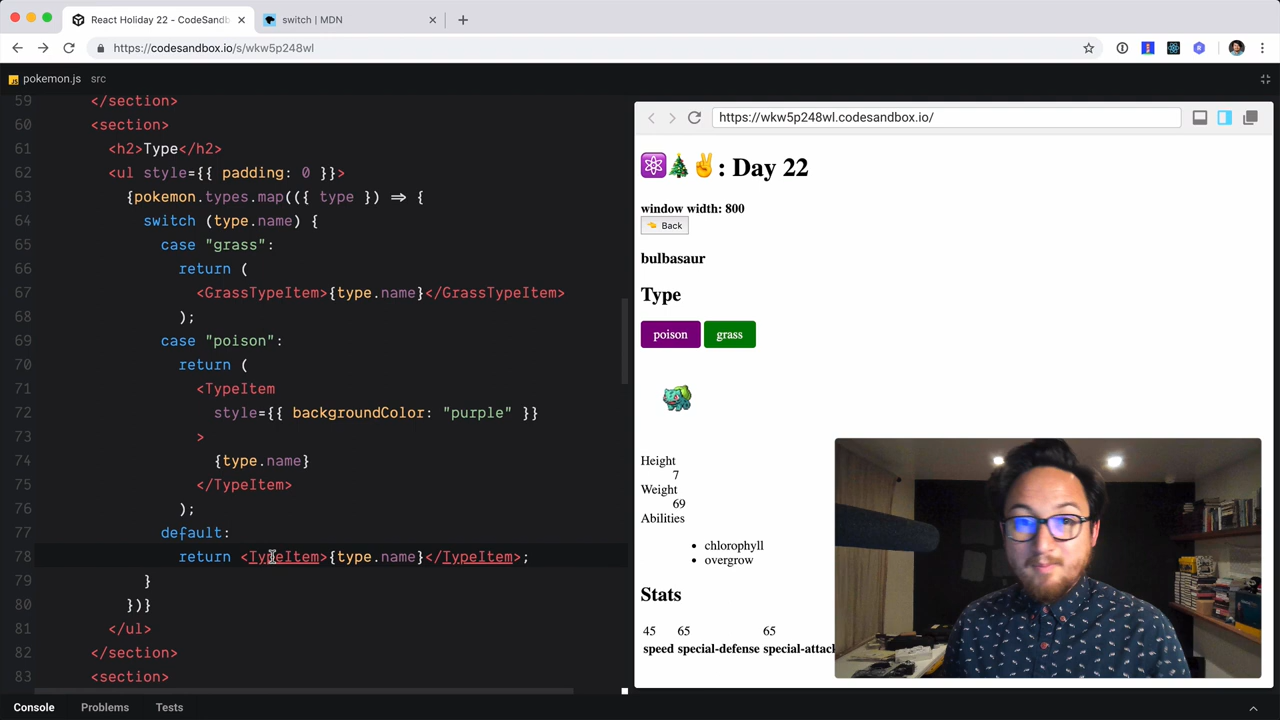 React Holiday 22 - CodeSandb
switch | MDN
https://codesandbox.io/s/wkw5p248wl
pokemon.js src
59 </section>
60 <section>
61 <h2>Type</h2>
62 <ul style={{ padding: 0 }}>
63 {pokemon.types.map(({ type }) => {
64 switch (type.name) {
65 case "grass":
66 return (
67 <GrassTypeItem>{type.name}</GrassTypeItem>
68 );
69 case "poison":
70 return (
71 <TypeItem
72 style={{ backgroundColor: "purple" }}
73 >
74 {type.name}
75 </TypeItem>
76 );
77 default:
78 return <TypeItem>{type.name}</TypeItem>;
79 }
80 })}
81 </ul>
82 </section>
83 <section>
Console Problems Tests
https://wkw5p248wl.codesandbox.io/
⚛️🎄✌️: Day 22
window width: 800
👈 Back
bulbasaur
Type
poison grass
Height
7
Weight
69
Abilities
• chlorophyll
• overgrow
Stats
45 65 65
speed special-defense special-attack